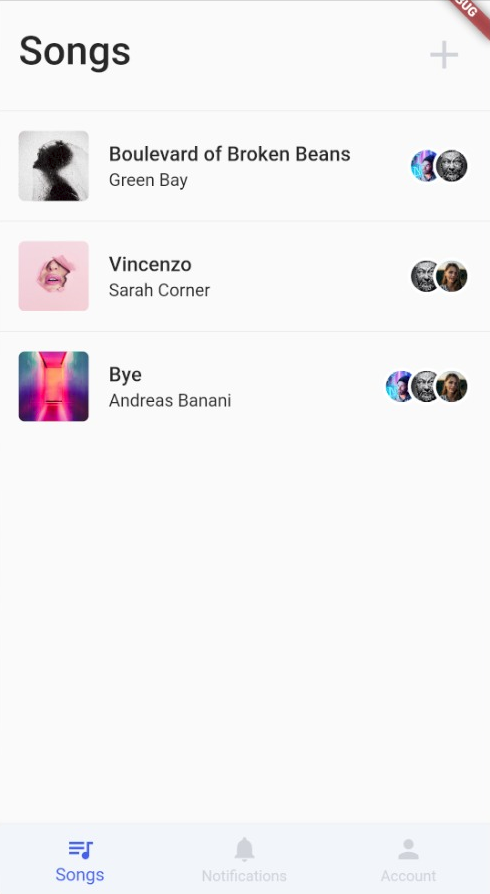 Songs
Boulevard of Broken Beans
Green Bay
Vincenzo
Sarah Corner
Bye
Andreas Banani
Songs
Notifications
Account